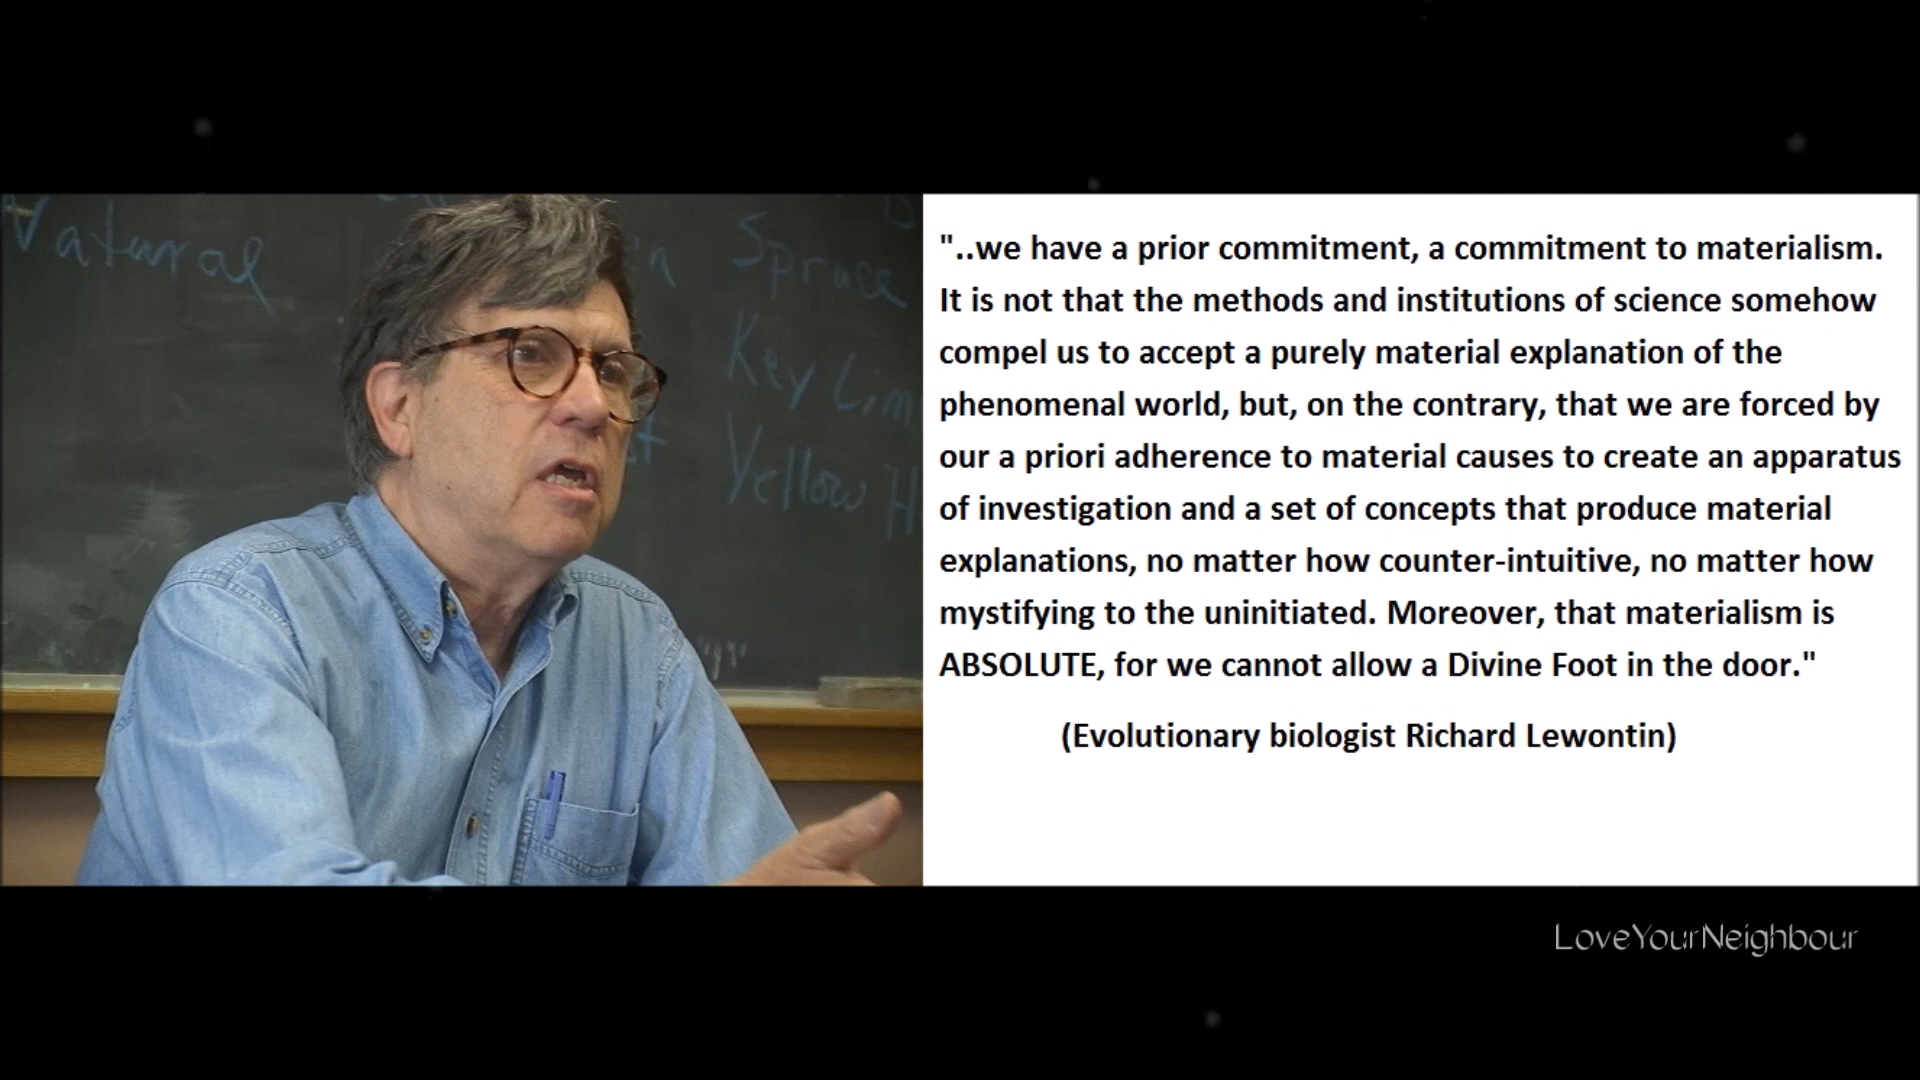 Natural
Spruce
Key Lim
Yellow H
"..we have a prior commitment, a commitment to materialism.
It is not that the methods and institutions of science somehow
compel us to accept a purely material explanation of the
phenomenal world, but, on the contrary, that we are forced by
our a priori adherence to material causes to create an apparatus
of investigation and a set of concepts that produce material
explanations, no matter how counter-intuitive, no matter how
mystifying to the uninitiated. Moreover, that materialism is
ABSOLUTE, for we cannot allow a Divine Foot in the door."
(Evolutionary biologist Richard Lewontin)
LoveYourNeighbour